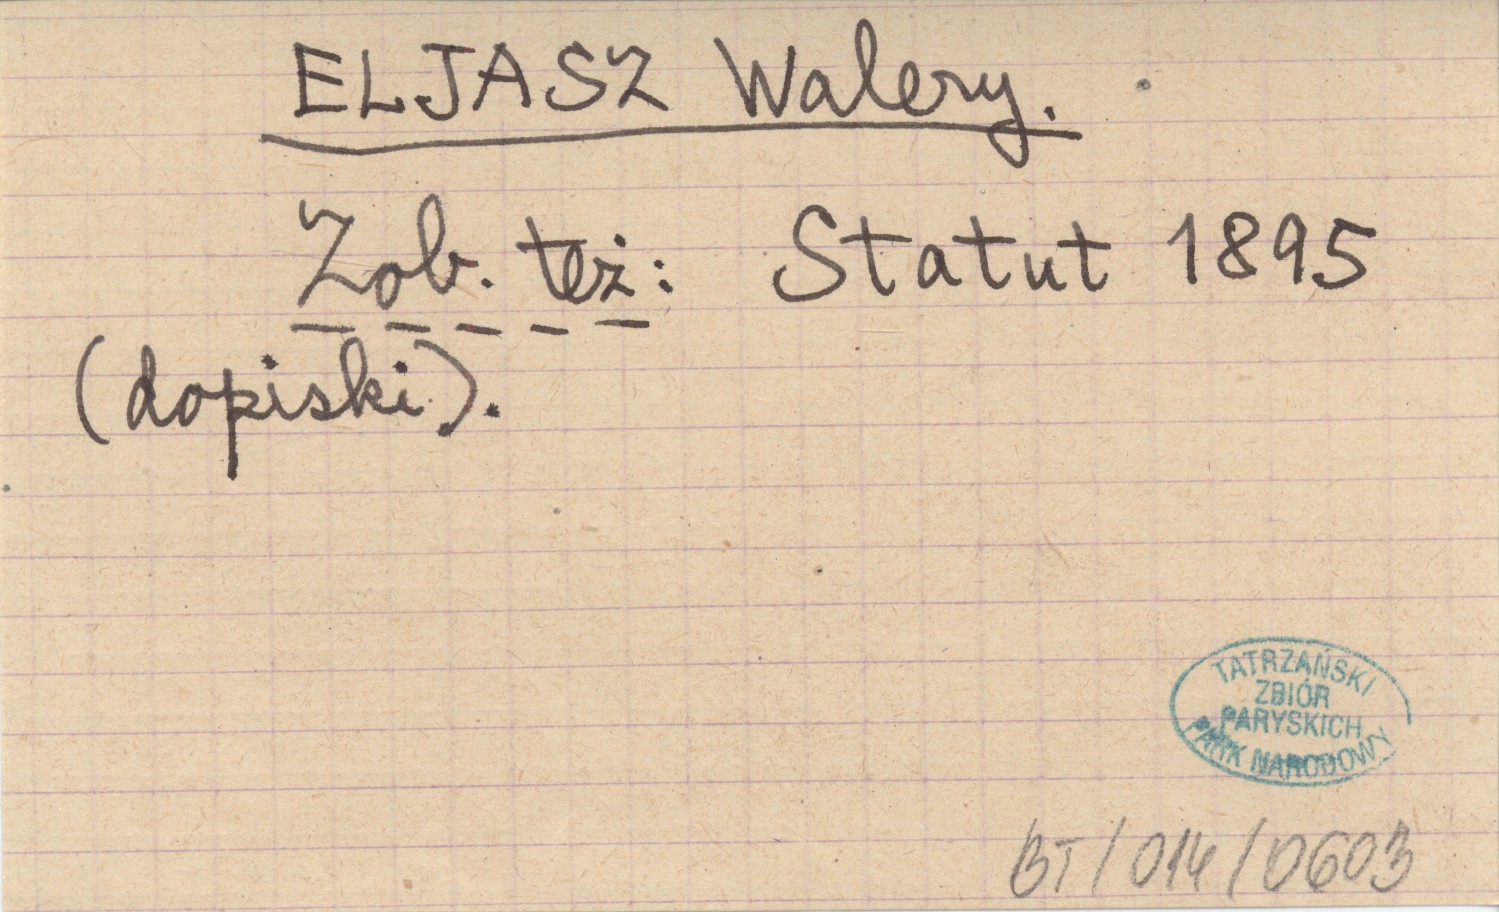 ELJASZ Walery.
Zob. też: Statut 1895
(dopiski).
TATRZAŃSKI
ZBIÓR
PARYSKICH
PARK NARODOWY
BT/014/0603